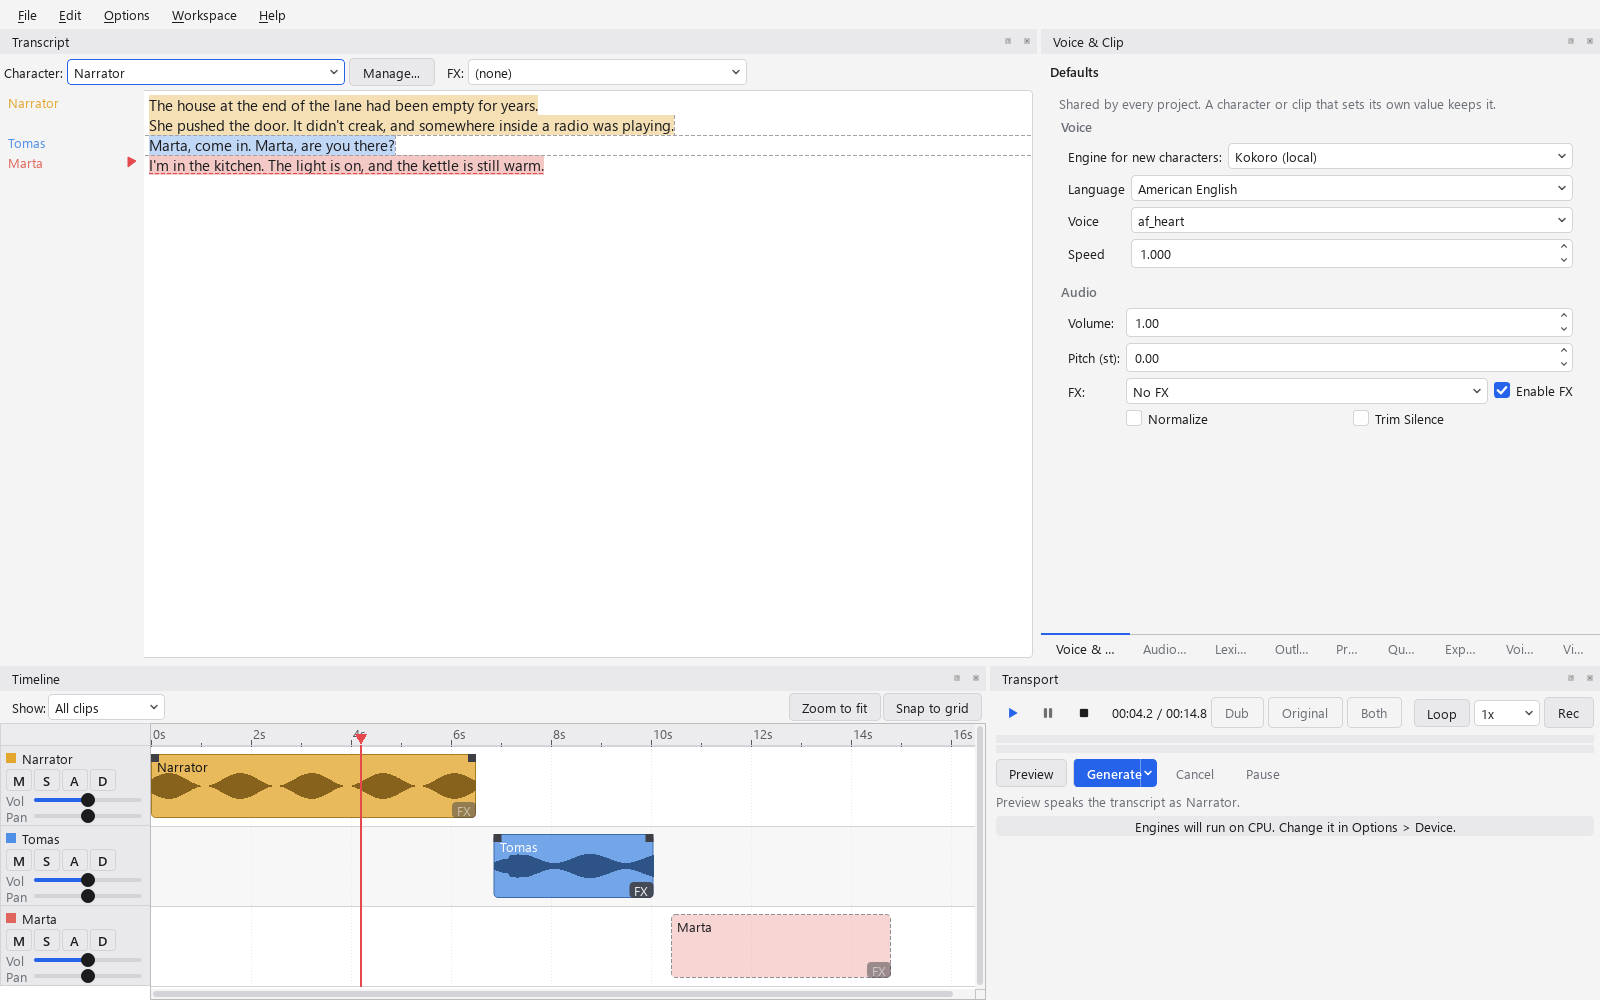 File Edit Options Workspace Help
Transcript
Character: Narrator Manage... FX: (none)
Narrator
The house at the end of the lane had been empty for years.
She pushed the door. It didn't creak, and somewhere inside a radio was playing.
Tomas
Marta, come in. Marta, are you there?
Marta
I'm in the kitchen. The light is on, and the kettle is still warm.
Voice & Clip
Defaults
Shared by every project. A character or clip that sets its own value keeps it.
Voice
Engine for new characters: Kokoro (local)
Language American English
Voice af_heart
Speed 1.000
Audio
Volume: 1.00
Pitch (st): 0.00
FX: No FX Enable FX
Normalize Trim Silence
Voice & ... Audio... Lexi... Outl... Pr... Qu... Exp... Voi... Vi...
Timeline
Show: All clips Zoom to fit Snap to grid
0s 2s 4s 6s 8s 10s 12s 14s 16s
Narrator
M S A D
Vol
Pan
Narrator
FX
Tomas
M S A D
Vol
Pan
Tomas
FX
Marta
M S A D
Vol
Pan
Marta
FX
Transport
00:04.2 / 00:14.8 Dub Original Both Loop 1x Rec
Preview Generate Cancel Pause
Preview speaks the transcript as Narrator.
Engines will run on CPU. Change it in Options > Device.